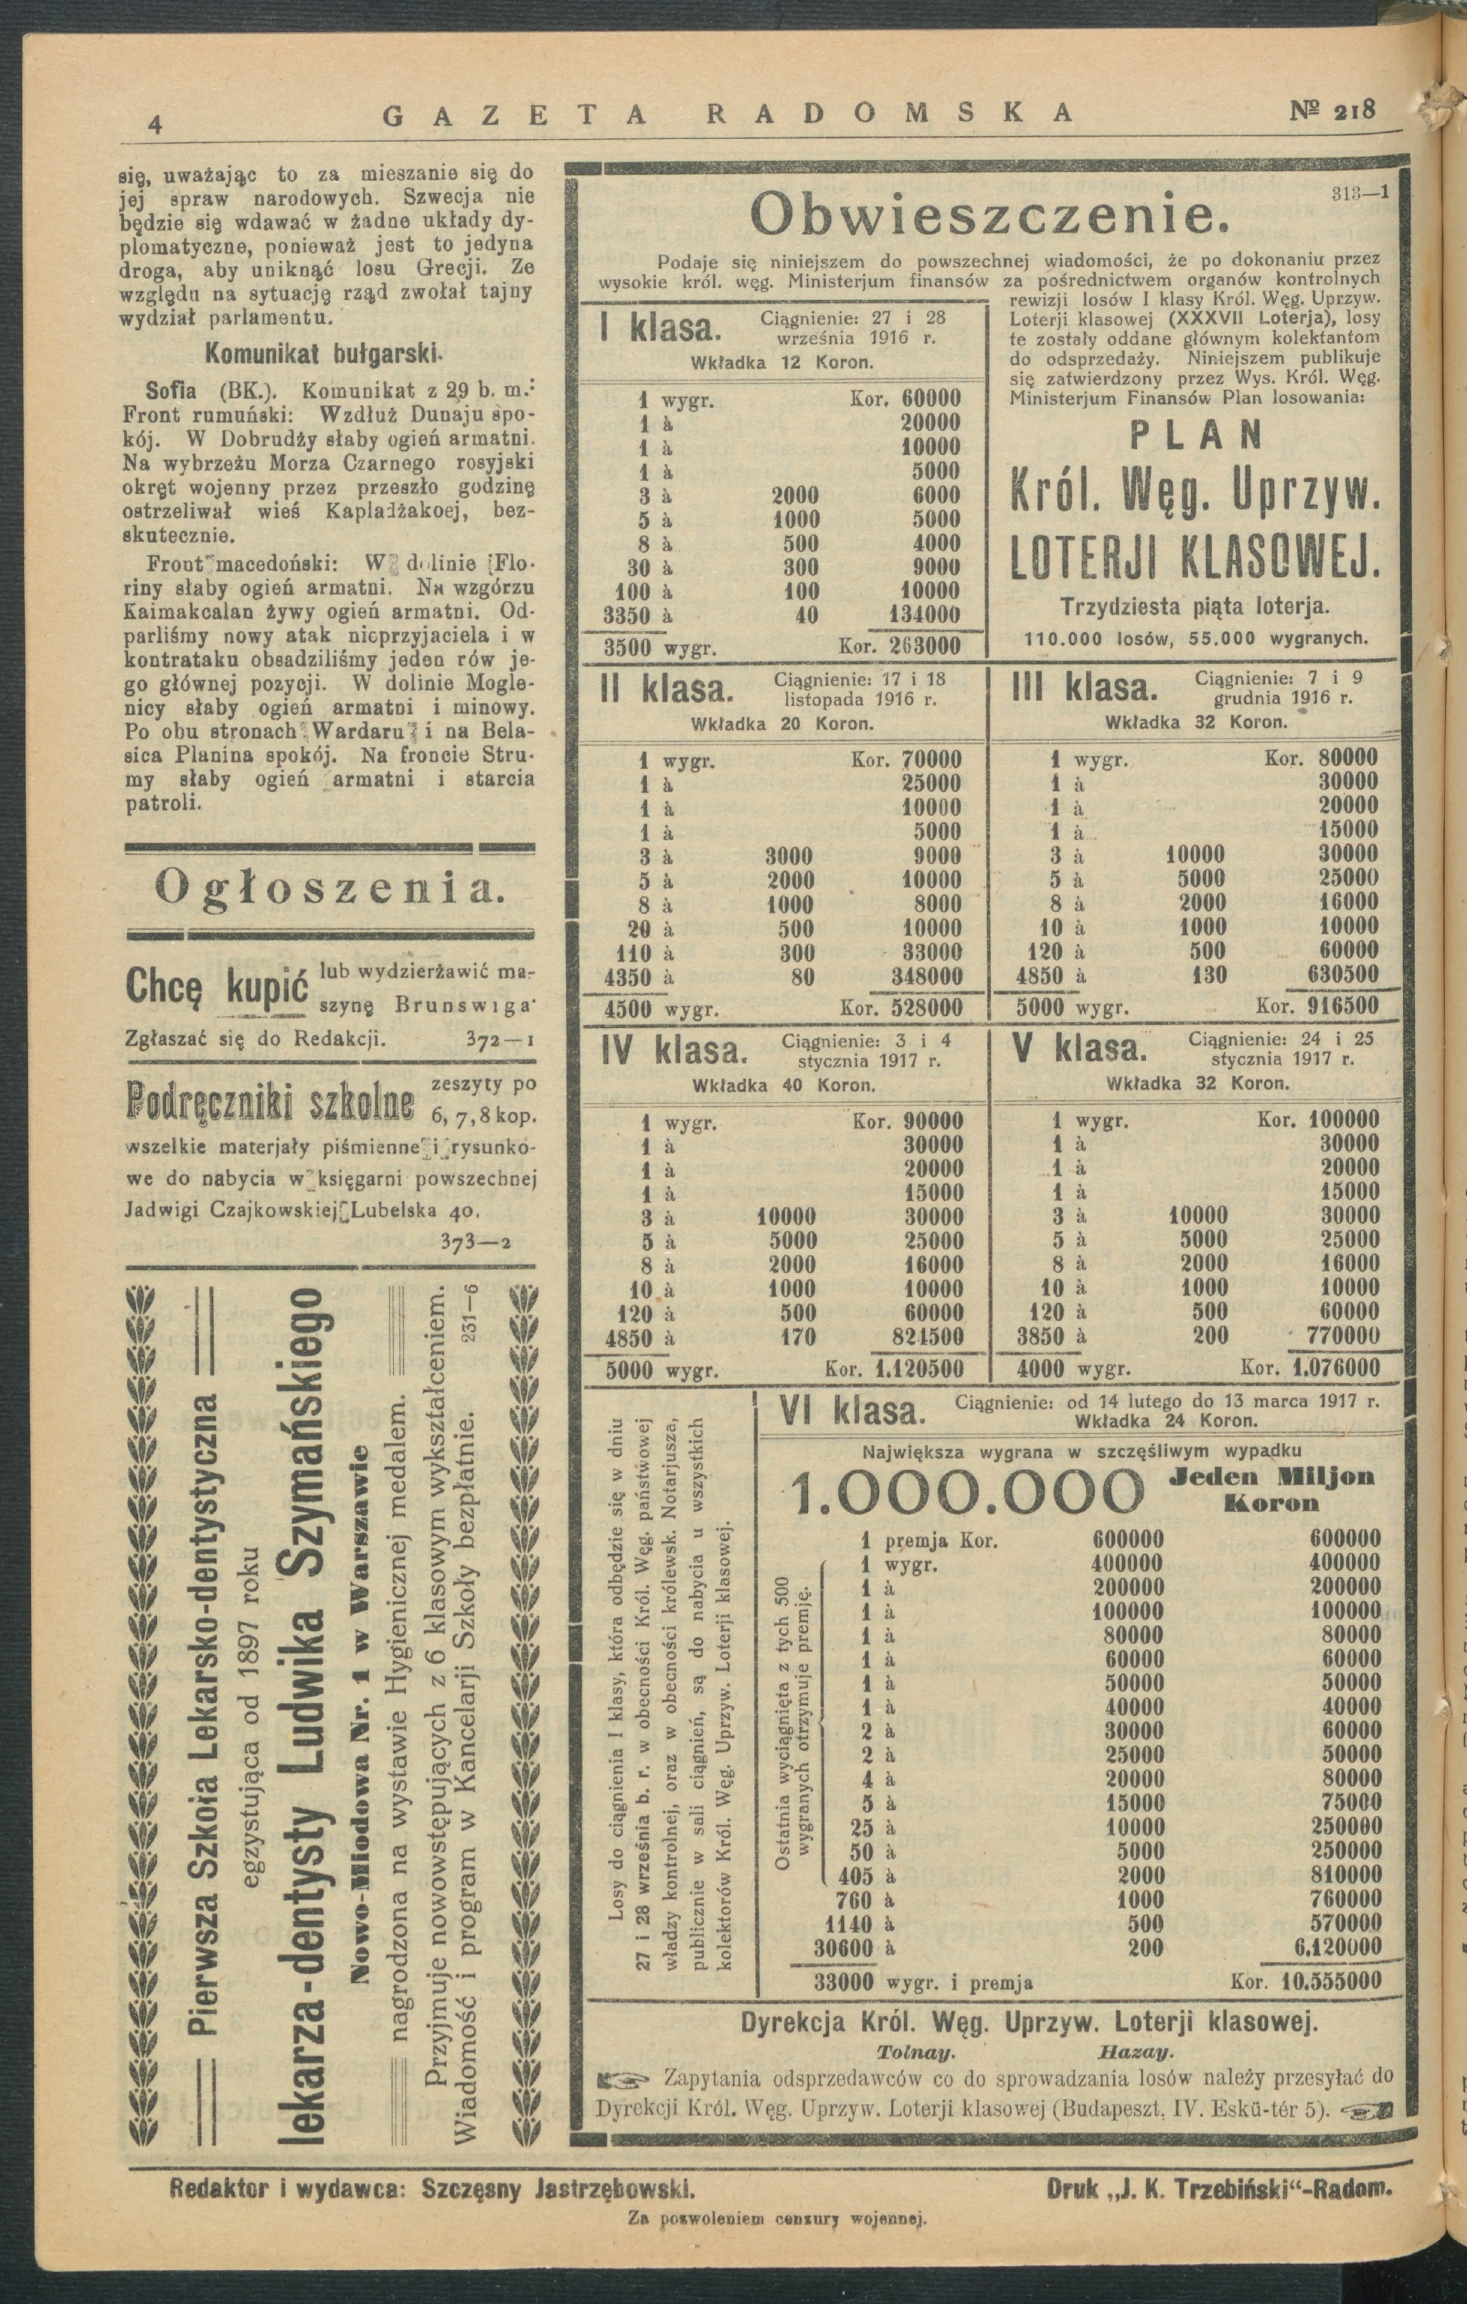 4
GAZETA RADOMSKA
№ 218
się, uważając to za mieszanie się do
jej spraw narodowych. Szwecja nie
będzie się wdawać w żadne układy dy-
plomatyczne, ponieważ jest to jedyna
droga, aby uniknąć losu Grecji. Ze
względu na sytuację rząd zwołał tajny
wydział parlamentu.
Komunikat bułgarski.
Sofia (BK.). Komunikat z 29 b. m.:
Front rumuński: Wzdłuż Dunaju spo-
kój. W Dobrudży słaby ogień armatni.
Na wybrzeżu Morza Czarnego rosyjski
okręt wojenny przez przeszło godzinę
ostrzeliwał wieś Kapladżakoej, bez-
skutecznie.
Front macedoński: W dolinie Flo-
riny słaby ogień armatni. Na wzgórzu
Kaimakcalan żywy ogień armatni. Od-
parliśmy nowy atak nieprzyjaciela i w
kontrataku obsadziliśmy jeden rów je-
go głównej pozycji. W dolinie Mogle-
nicy słaby ogień armatni i minowy.
Po obu stronach Wardaru i na Bela-
sica Planina spokój. Na froncie Stru-
my słaby ogień armatni i starcia
patroli.
Ogłoszenia.
Chcę kupić lub wydzierżawić ma-
szynę Brunswiga
Zgłaszać się do Redakcji. 372—1
Podręczniki szkolne zeszyty po
6, 7, 8 kop.
wszelkie materjały piśmienne i rysunko-
we do nabycia w księgarni powszechnej
Jadwigi Czajkowskiej Lubelska 40.
373—2
Pierwsza Szkoła Lekarsko-dentystyczna
egzystująca od 1897 roku
lekarza-dentysty Ludwika Szymańskiego
Nowo-Miodowa Nr. 1 w Warszawie
nagrodzona na wystawie Hygienicznej medalem.
Przyjmuje nowowstępujących z 6 klasowym wykształceniem.
Wiadomość i program w Kancelarji Szkoły bezpłatnie. 231—6
313—1
Obwieszczenie.
Podaje się niniejszem do powszechnej wiadomości, że po dokonaniu przez
wysokie król. węg. Ministerjum finansów za pośrednictwem organów kontrolnych
rewizji losów I klasy Król. Węg. Uprzyw.
Loterji klasowej (XXXVII Loterja), losy
te zostały oddane głównym kolektantom
do odsprzedaży. Niniejszem publikuje
się zatwierdzony przez Wys. Król. Węg.
Ministerjum Finansów Plan losowania:
PLAN
Król. Węg. Uprzyw.
LOTERJI KLASOWEJ.
Trzydziesta piąta loterja.
110.000 losów, 55.000 wygranych.
I klasa. Ciągnienie: 27 i 28
września 1916 r.
Wkładka 12 Koron.
1 wygr. Kor. 60000
1 à 20000
1 à 10000
1 à 5000
3 à 2000 6000
5 à 1000 5000
8 à 500 4000
30 à 300 9000
100 à 100 10000
3350 à 40 134000
3500 wygr. Kor. 263000
II klasa. Ciągnienie: 17 i 18
listopada 1916 r.
Wkładka 20 Koron.
1 wygr. Kor. 70000
1 à 25000
1 à 10000
1 à 5000
3 à 3000 9000
5 à 2000 10000
8 à 1000 8000
20 à 500 10000
110 à 300 33000
4350 à 80 348000
4500 wygr. Kor. 528000
III klasa. Ciągnienie: 7 i 9
grudnia 1916 r.
Wkładka 32 Koron.
1 wygr. Kor. 80000
1 à 30000
1 à 20000
1 à 15000
3 à 10000 30000
5 à 5000 25000
8 à 2000 16000
10 à 1000 10000
120 à 500 60000
4850 à 130 630500
5000 wygr. Kor. 916500
IV klasa. Ciągnienie: 3 i 4
stycznia 1917 r.
Wkładka 40 Koron.
1 wygr. Kor. 90000
1 à 30000
1 à 20000
1 à 15000
3 à 10000 30000
5 à 5000 25000
8 à 2000 16000
10 à 1000 10000
120 à 500 60000
4850 à 170 824500
5000 wygr. Kor. 1.120500
V klasa. Ciągnienie: 24 i 25
stycznia 1917 r.
Wkładka 32 Koron.
1 wygr. Kor. 100000
1 à 30000
1 à 20000
1 à 15000
3 à 10000 30000
5 à 5000 25000
8 à 2000 16000
10 à 1000 10000
120 à 500 60000
3850 à 200 770000
4000 wygr. Kor. 1.076000
Losy do ciągnienia I klasy, która odbędzie się w dniu
27 i 28 września b. r. w obecności Król. Węg. państwowej
władzy kontrolnej, oraz w obecności królewsk. Notarjusza,
publicznie w sali ciągnień, są do nabycia u wszystkich
kolektorów Król. Węg. Uprzyw. Loterji klasowej.
VI klasa. Ciągnienie: od 14 lutego do 13 marca 1917 r.
Wkładka 24 Koron.
Największa wygrana w szczęśliwym wypadku
1.000.000 Jeden Miljon
Koron
Ostatnia wyciągnięta z tych 500
wygranych otrzymuje premję.
1 premja Kor. 600000 600000
1 wygr. 400000 400000
1 à 200000 200000
1 à 100000 100000
1 à 80000 80000
1 à 60000 60000
1 à 50000 50000
1 à 40000 40000
2 à 30000 60000
2 à 25000 50000
4 à 20000 80000
5 à 15000 75000
25 à 10000 250000
50 à 5000 250000
405 à 2000 810000
760 à 1000 760000
1140 à 500 570000
30600 à 200 6.120000
33000 wygr. i premja Kor. 10.555000
Dyrekcja Król. Węg. Uprzyw. Loterji klasowej.
Tolnay. Hazay.
Zapytania odsprzedawców co do sprowadzania losów należy przesyłać do
Dyrekcji Król. Węg. Uprzyw. Loterji klasowej (Budapeszt, IV. Eskü-tér 5).
Redaktor i wydawca: Szczęsny Jastrzębowski.
Druk „J. K. Trzebiński“-Radom.
Za pozwoleniem cenzury wojennej.